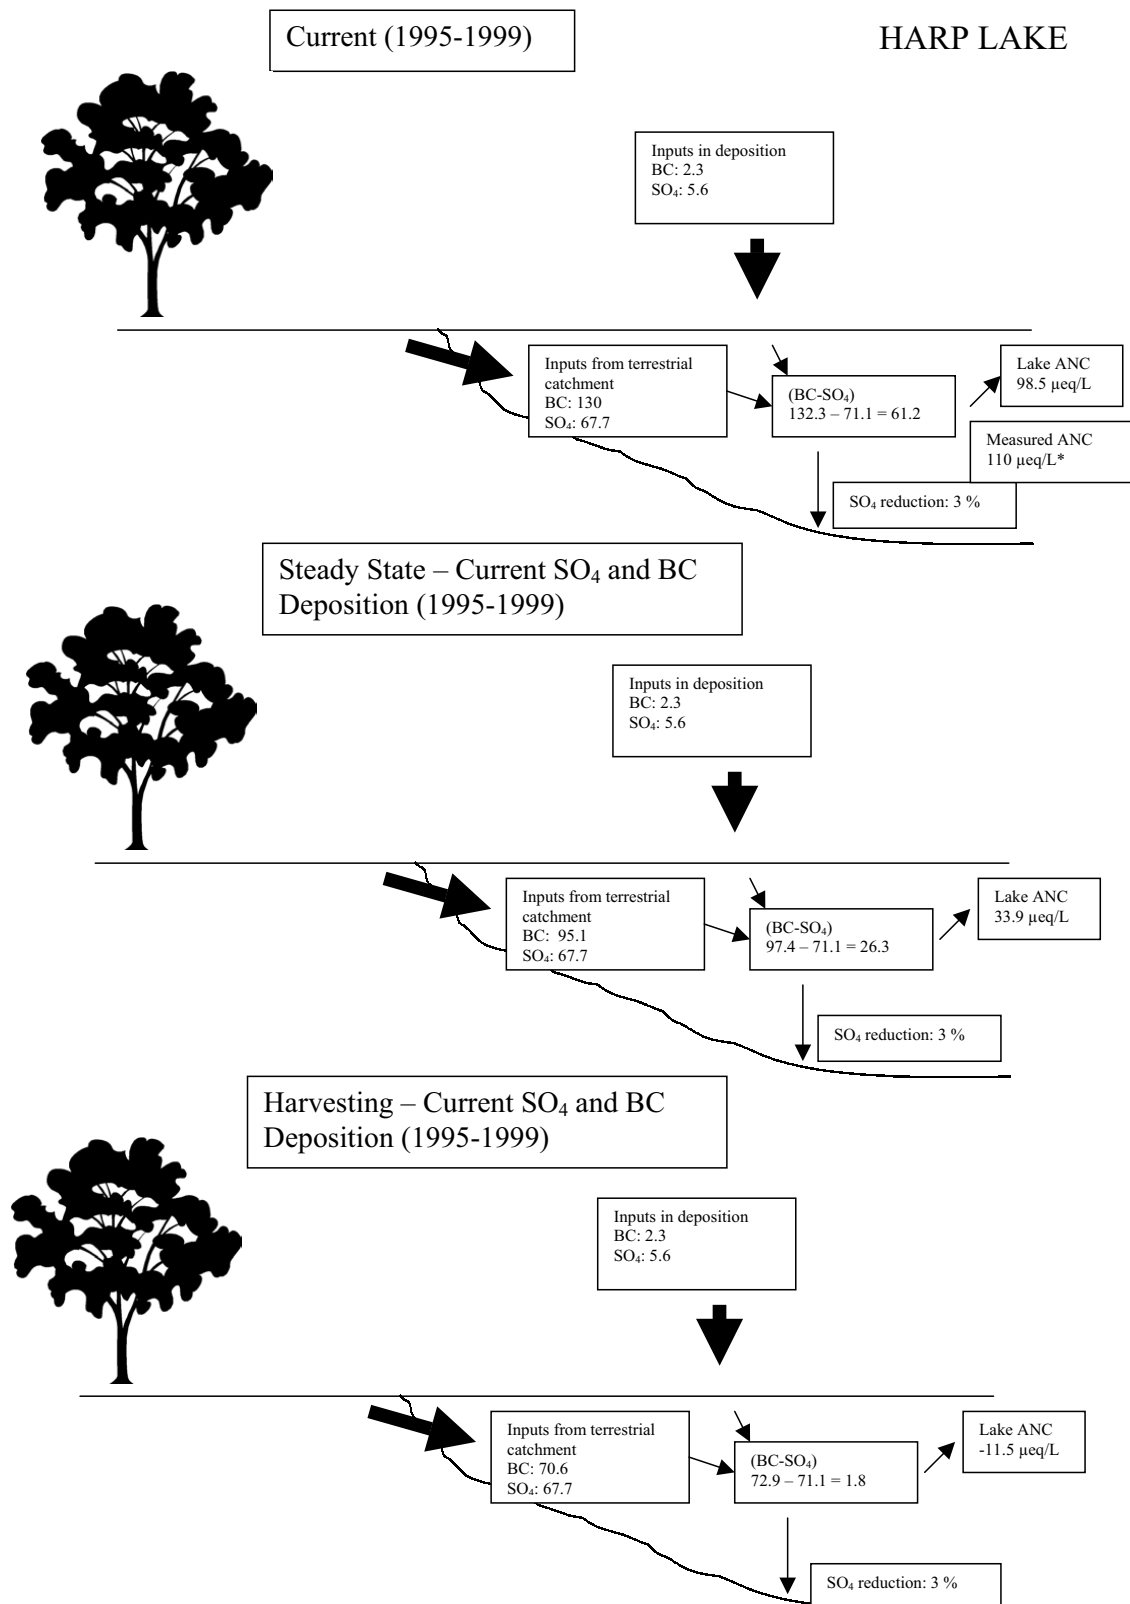 Current (1995-1999)
HARP LAKE
Inputs in deposition
BC: 2.3
SO₄: 5.6
Inputs from terrestrial
catchment
BC: 130
SO₄: 67.7
(BC-SO₄)
132.3 – 71.1 = 61.2
Lake ANC
98.5 µeq/L
Measured ANC
110 µeq/L*
SO₄ reduction: 3 %
Steady State – Current SO₄ and BC
Deposition (1995-1999)
Inputs in deposition
BC: 2.3
SO₄: 5.6
Inputs from terrestrial
catchment
BC: 95.1
SO₄: 67.7
(BC-SO₄)
97.4 – 71.1 = 26.3
Lake ANC
33.9 µeq/L
SO₄ reduction: 3 %
Harvesting – Current SO₄ and BC
Deposition (1995-1999)
Inputs in deposition
BC: 2.3
SO₄: 5.6
Inputs from terrestrial
catchment
BC: 70.6
SO₄: 67.7
(BC-SO₄)
72.9 – 71.1 = 1.8
Lake ANC
-11.5 µeq/L
SO₄ reduction: 3 %